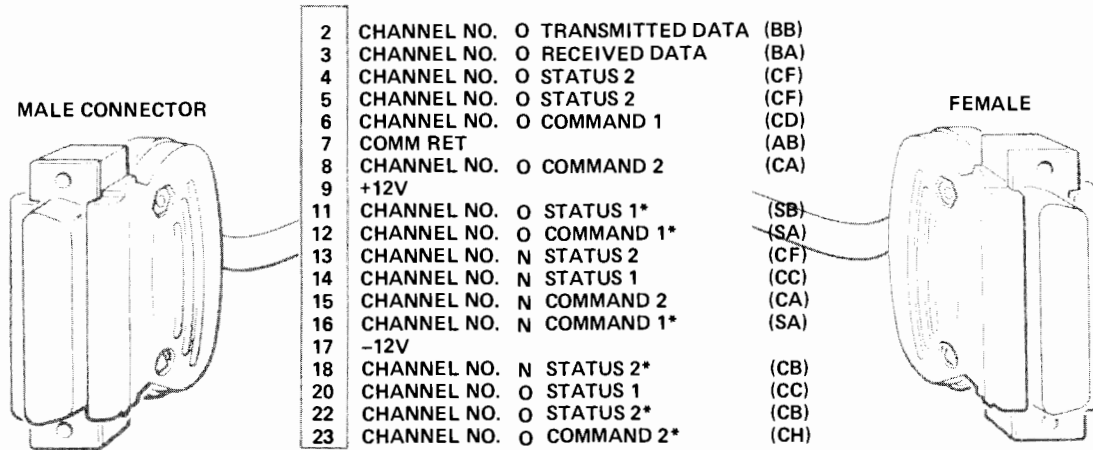 MALE CONNECTOR
FEMALE
2 CHANNEL NO. O TRANSMITTED DATA (BB)
3 CHANNEL NO. O RECEIVED DATA (BA)
4 CHANNEL NO. O STATUS 2 (CF)
5 CHANNEL NO. O STATUS 2 (CF)
6 CHANNEL NO. O COMMAND 1 (CD)
7 COMM RET (AB)
8 CHANNEL NO. O COMMAND 2 (CA)
9 +12V
11 CHANNEL NO. O STATUS 1* (SB)
12 CHANNEL NO. O COMMAND 1* (SA)
13 CHANNEL NO. N STATUS 2 (CF)
14 CHANNEL NO. N STATUS 1 (CC)
15 CHANNEL NO. N COMMAND 2 (CA)
16 CHANNEL NO. N COMMAND 1* (SA)
17 –12V
18 CHANNEL NO. N STATUS 2* (CB)
20 CHANNEL NO. O STATUS 1 (CC)
22 CHANNEL NO. O STATUS 2* (CB)
23 CHANNEL NO. O COMMAND 2* (CH)